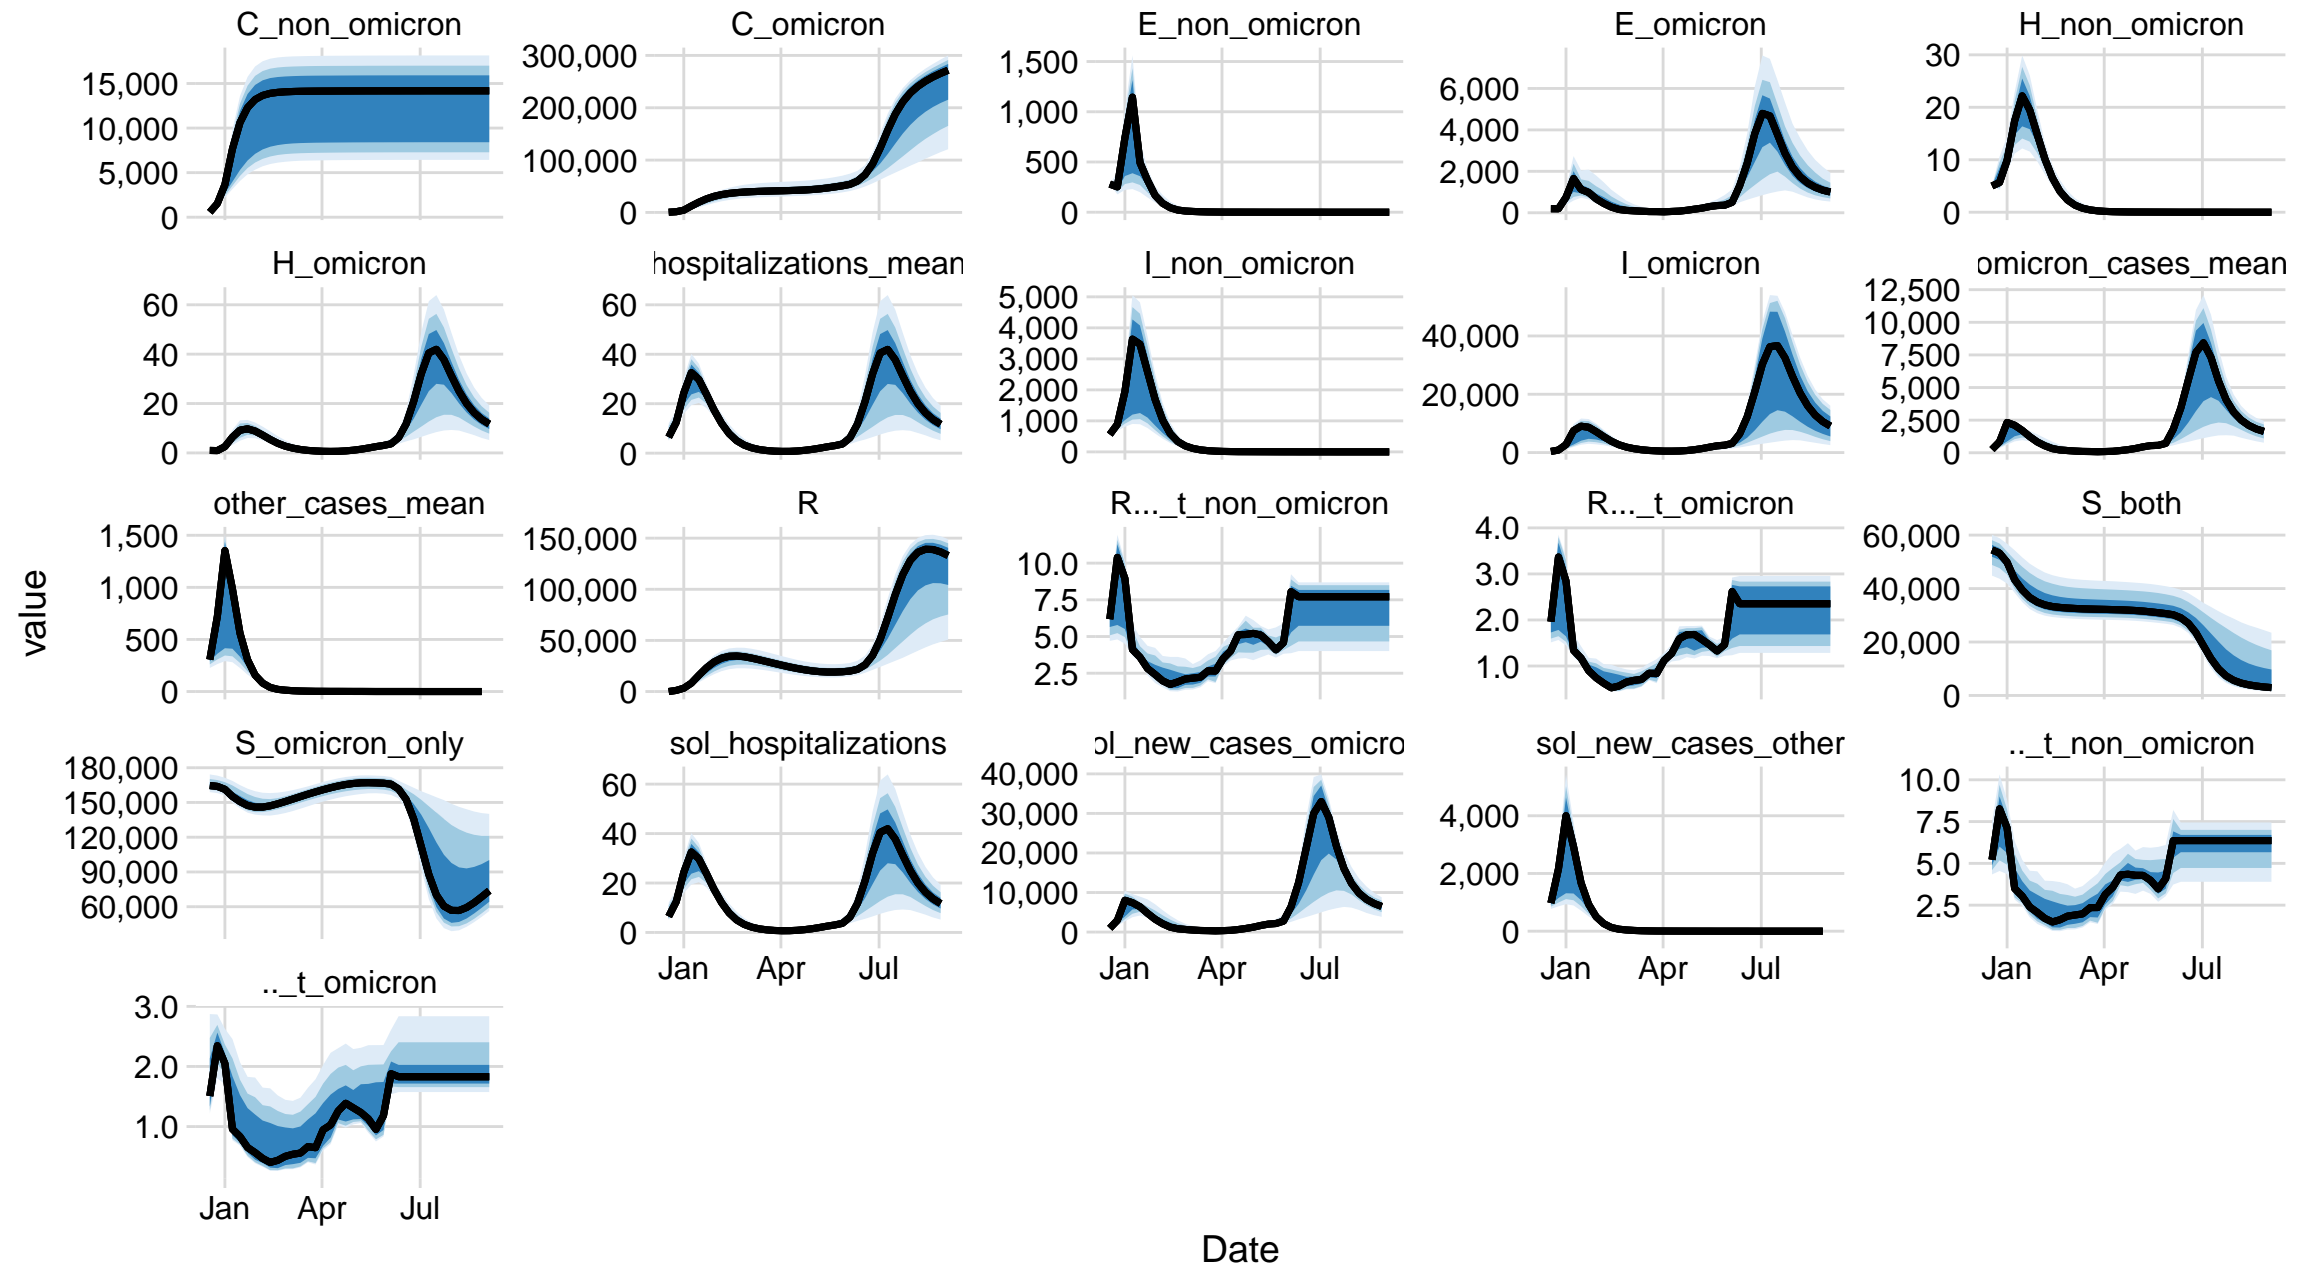 C_non_omicron C_omicron E_non_omicron E_omicron H_non_omicron
15,000 10,000 5,000 0
300,000 200,000 100,000 0
1,500 1,000 500 0
6,000 4,000 2,000 0
30 20 10 0
H_omicron hospitalizations_mean I_non_omicron I_omicron omicron_cases_mean
60 40 20 0
60 40 20 0
5,000 4,000 3,000 2,000 1,000 0
40,000 20,000 0
12,500 10,000 7,500 5,000 2,500 0
other_cases_mean R R..._t_non_omicron R..._t_omicron S_both
1,500 1,000 500 0
150,000 100,000 50,000 0
10.0 7.5 5.0 2.5
4.0 3.0 2.0 1.0
60,000 40,000 20,000 0
S_omicron_only sol_hospitalizations ol_new_cases_omicro sol_new_cases_other .._t_non_omicron
180,000 150,000 120,000 90,000 60,000
60 40 20 0
40,000 30,000 20,000 10,000 0
4,000 2,000 0
10.0 7.5 5.0 2.5
Jan Apr Jul Jan Apr Jul Jan Apr Jul Jan Apr Jul
.._t_omicron
3.0 2.0 1.0
Jan Apr Jul
value
Date